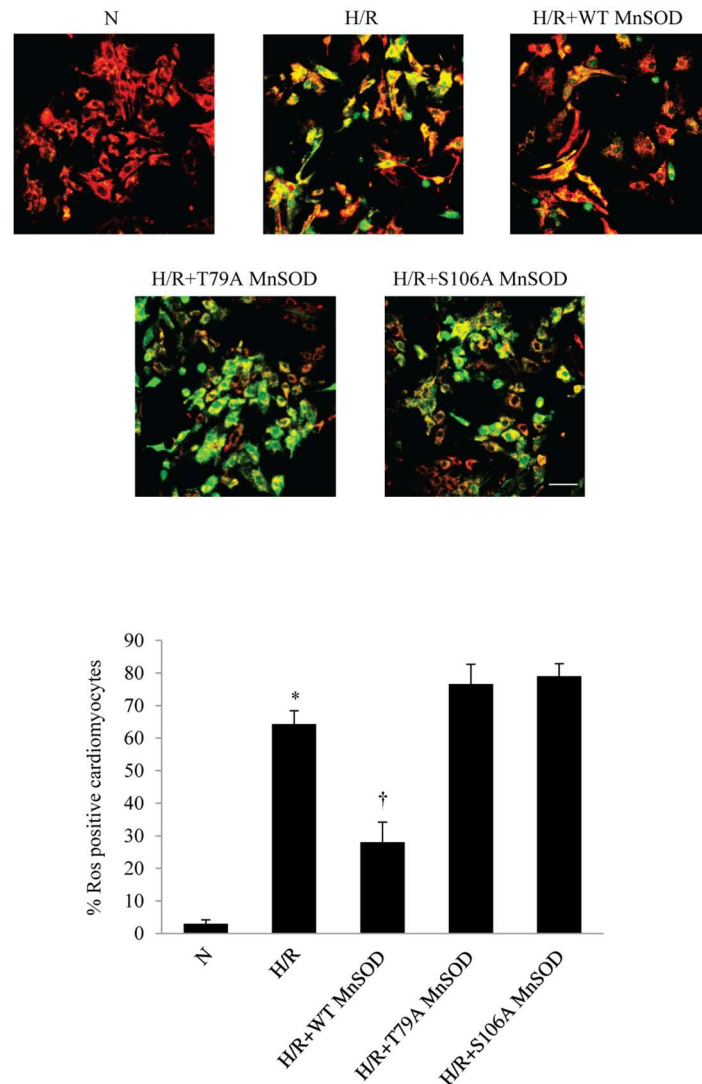 N
H/R
H/R+WT MnSOD
H/R+T79A MnSOD
H/R+S106A MnSOD
% Ros positive cardiomyocytes
90
80
70
60
50
40
30
20
10
0
*
†
N
H/R
H/R+WT MnSOD
H/R+T79A MnSOD
H/R+S106A MnSOD